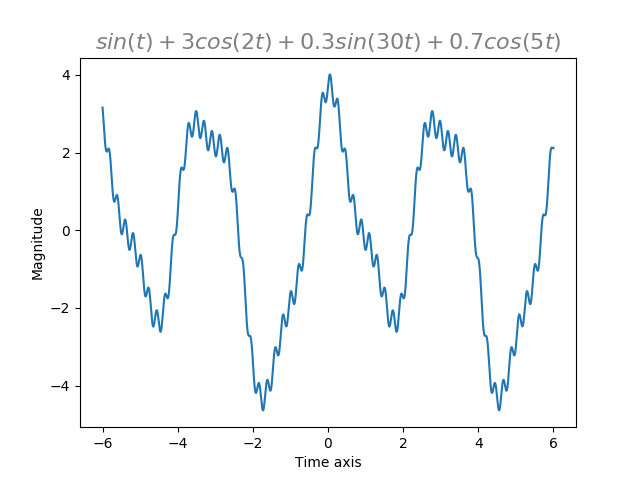 sin(t) + 3cos(2t) + 0.3sin(30t) + 0.7cos(5t)
4
2
0
−2
−4
Magnitude
−6 −4 −2 0 2 4 6
Time axis